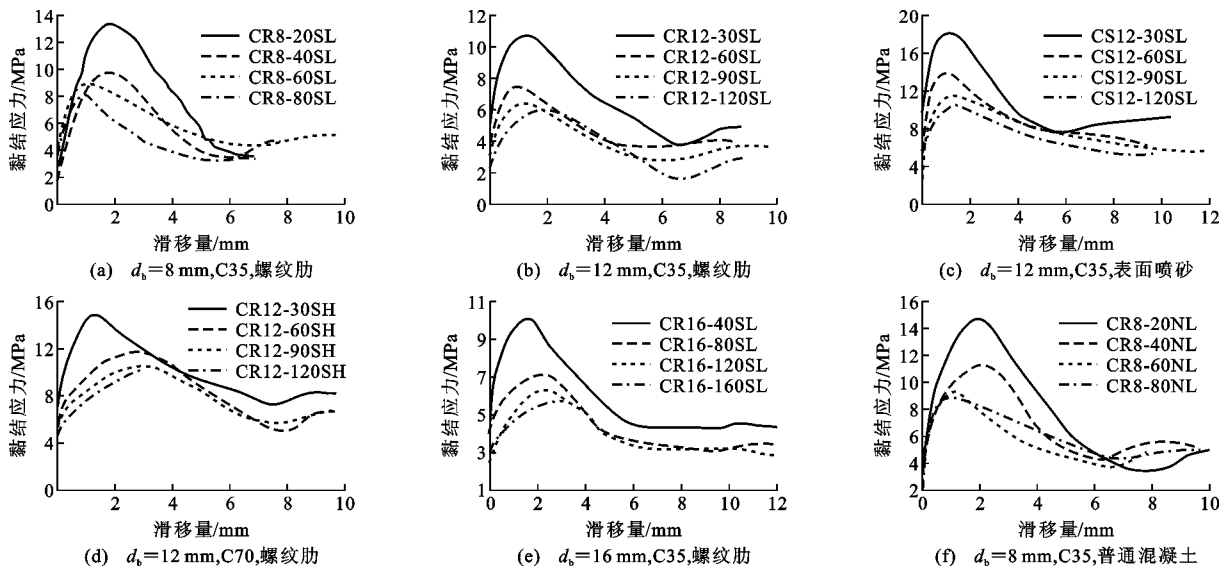 14
12
10
8
6
4
2
0
黏结应力/MPa
CR8-20SL
CR8-40SL
CR8-60SL
CR8-80SL
2
4
6
8
10
滑移量/mm
(a) d_b=8 mm,C35,螺纹肋
12
10
8
6
4
2
0
黏结应力/MPa
CR12-30SL
CR12-60SL
CR12-90SL
CR12-120SL
2
4
6
8
10
滑移量/mm
(b) d_b=12 mm,C35,螺纹肋
20
16
12
8
4
0
黏结应力/MPa
CS12-30SL
CS12-60SL
CS12-90SL
CS12-120SL
2
4
6
8
10
12
滑移量/mm
(c) d_b=12 mm,C35,表面喷砂
16
12
8
4
0
黏结应力/MPa
CR12-30SH
CR12-60SH
CR12-90SH
CR12-120SH
2
4
6
8
10
滑移量/mm
(d) d_b=12 mm,C70,螺纹肋
11
9
7
5
3
1
黏结应力/MPa
CR16-40SL
CR16-80SL
CR16-120SL
CR16-160SL
2
4
6
8
10
12
滑移量/mm
(e) d_b=16 mm,C35,螺纹肋
16
14
12
10
8
6
4
2
0
黏结应力/MPa
CR8-20NL
CR8-40NL
CR8-60NL
CR8-80NL
2
4
6
8
10
滑移量/mm
(f) d_b=8 mm,C35,普通混凝土